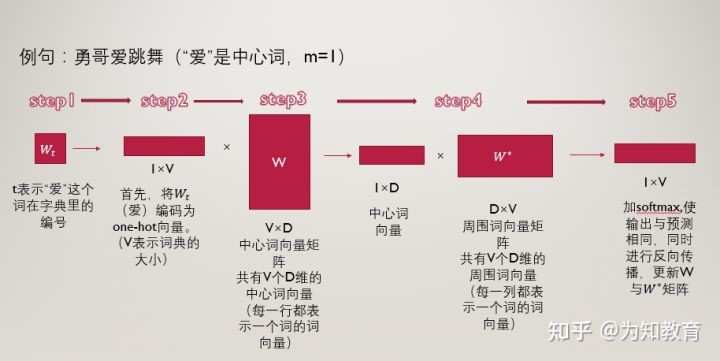 例句：勇哥爱跳舞（“爱”是中心词，m=1）
step1
step2
step3
step4
step5
Wt
×
W
×
W*
1×V
1×D
1×V
t表示“爱”这个
词在字典里的
编号
首先，将Wt
（爱）编码为
one-hot向量。
（V表示词典的
大小）
V×D
中心词向量矩
阵
共有V个D维的
中心词向量
（每一行都表
示一个词的词
向量）
中心词
向量
D×V
周围词向量矩
阵
共有V个D维的
周围词向量
（每一列都表
示一个词的词
向量）
加softmax,使
输出与预测
相同，同时
进行反向传
播，更新W
与W*矩阵
知乎 @为知教育